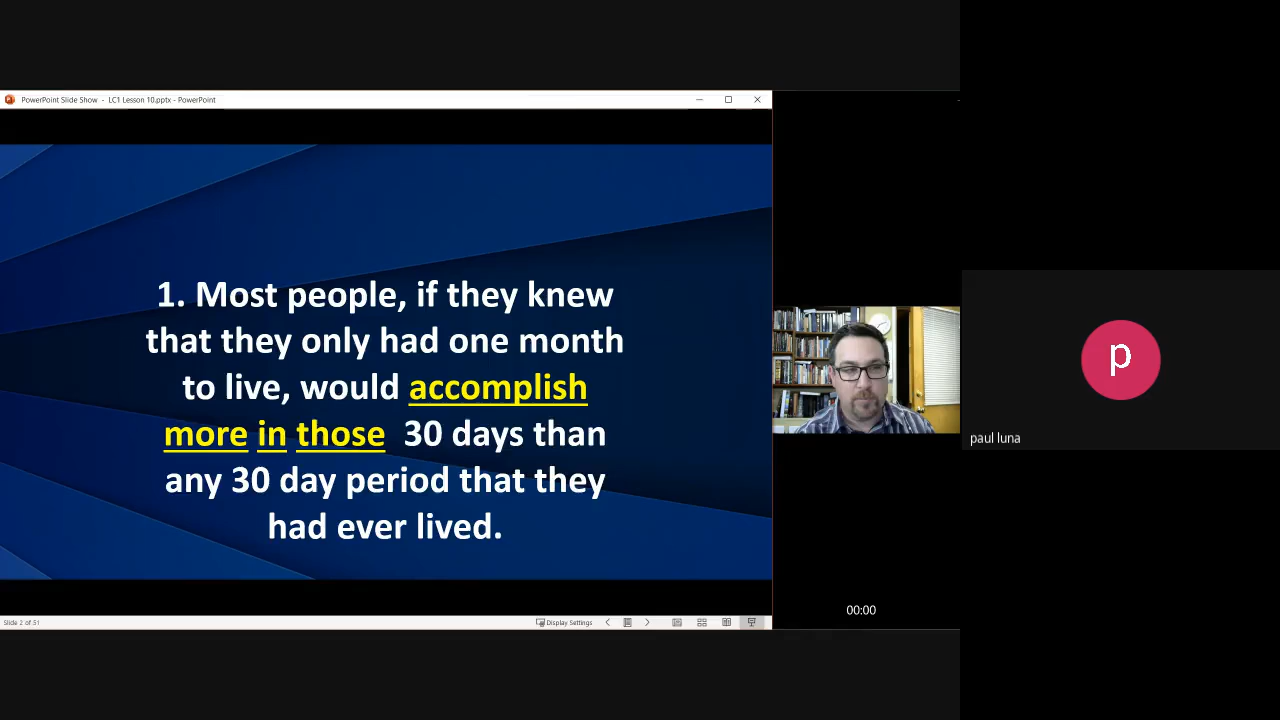 PowerPoint Slide Show - LC1 Lesson 10.pptx - PowerPoint
1. Most people, if they knew
that they only had one month
to live, would accomplish
more in those 30 days than
any 30 day period that they
had ever lived.
p
paul luna
00:00
Slide 2 of 51
Display Settings